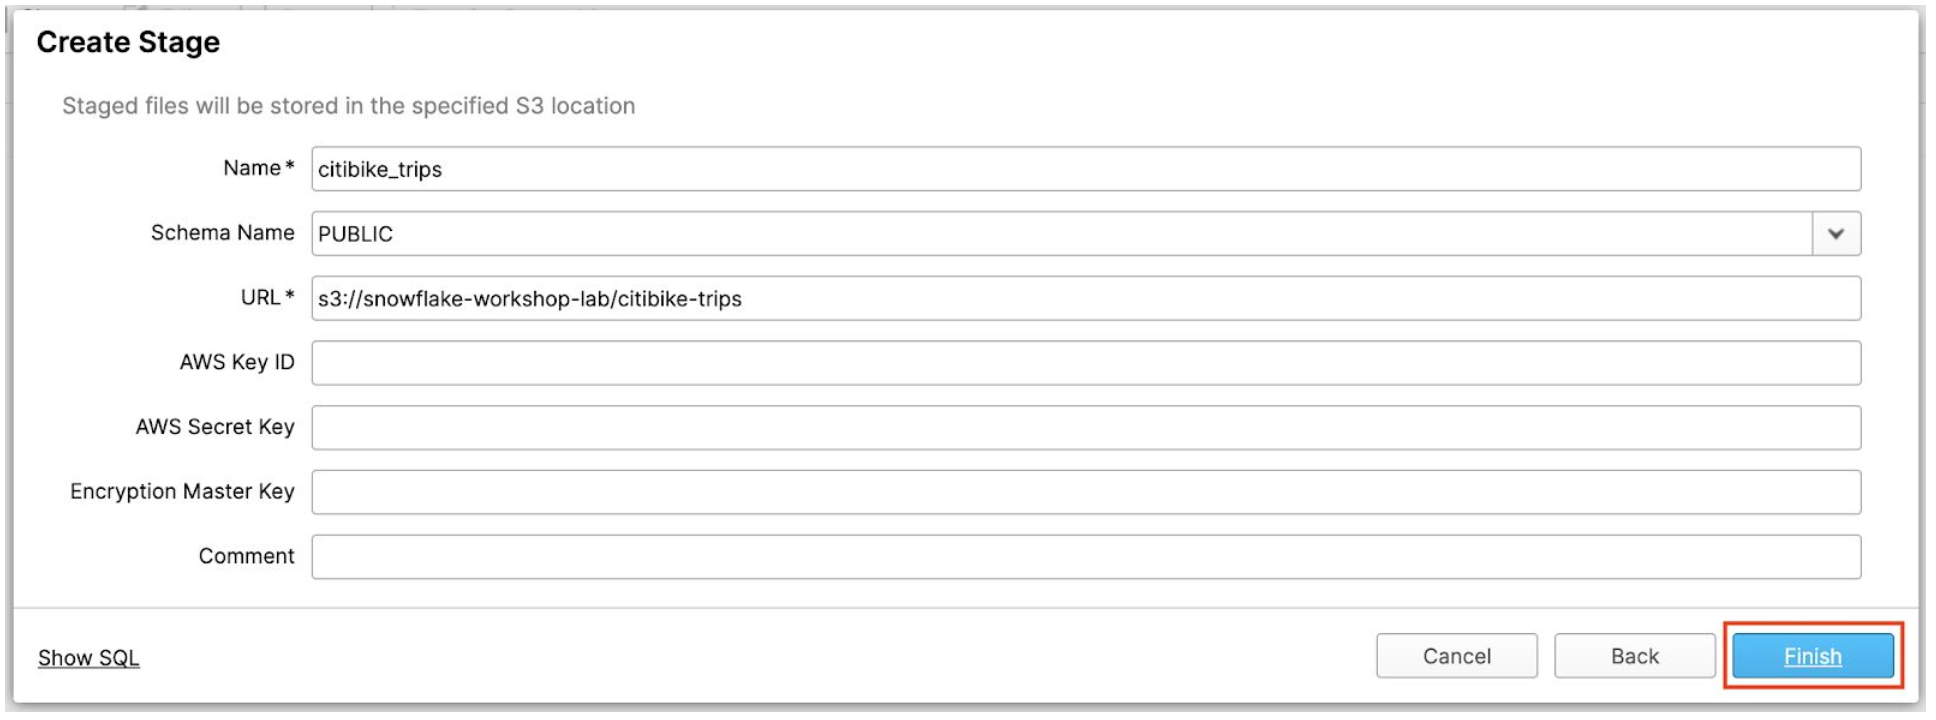 Create Stage
Staged files will be stored in the specified S3 location
Name* citibike_trips
Schema Name PUBLIC
URL* s3://snowflake-workshop-lab/citibike-trips
AWS Key ID
AWS Secret Key
Encryption Master Key
Comment
Show SQL Cancel Back Finish